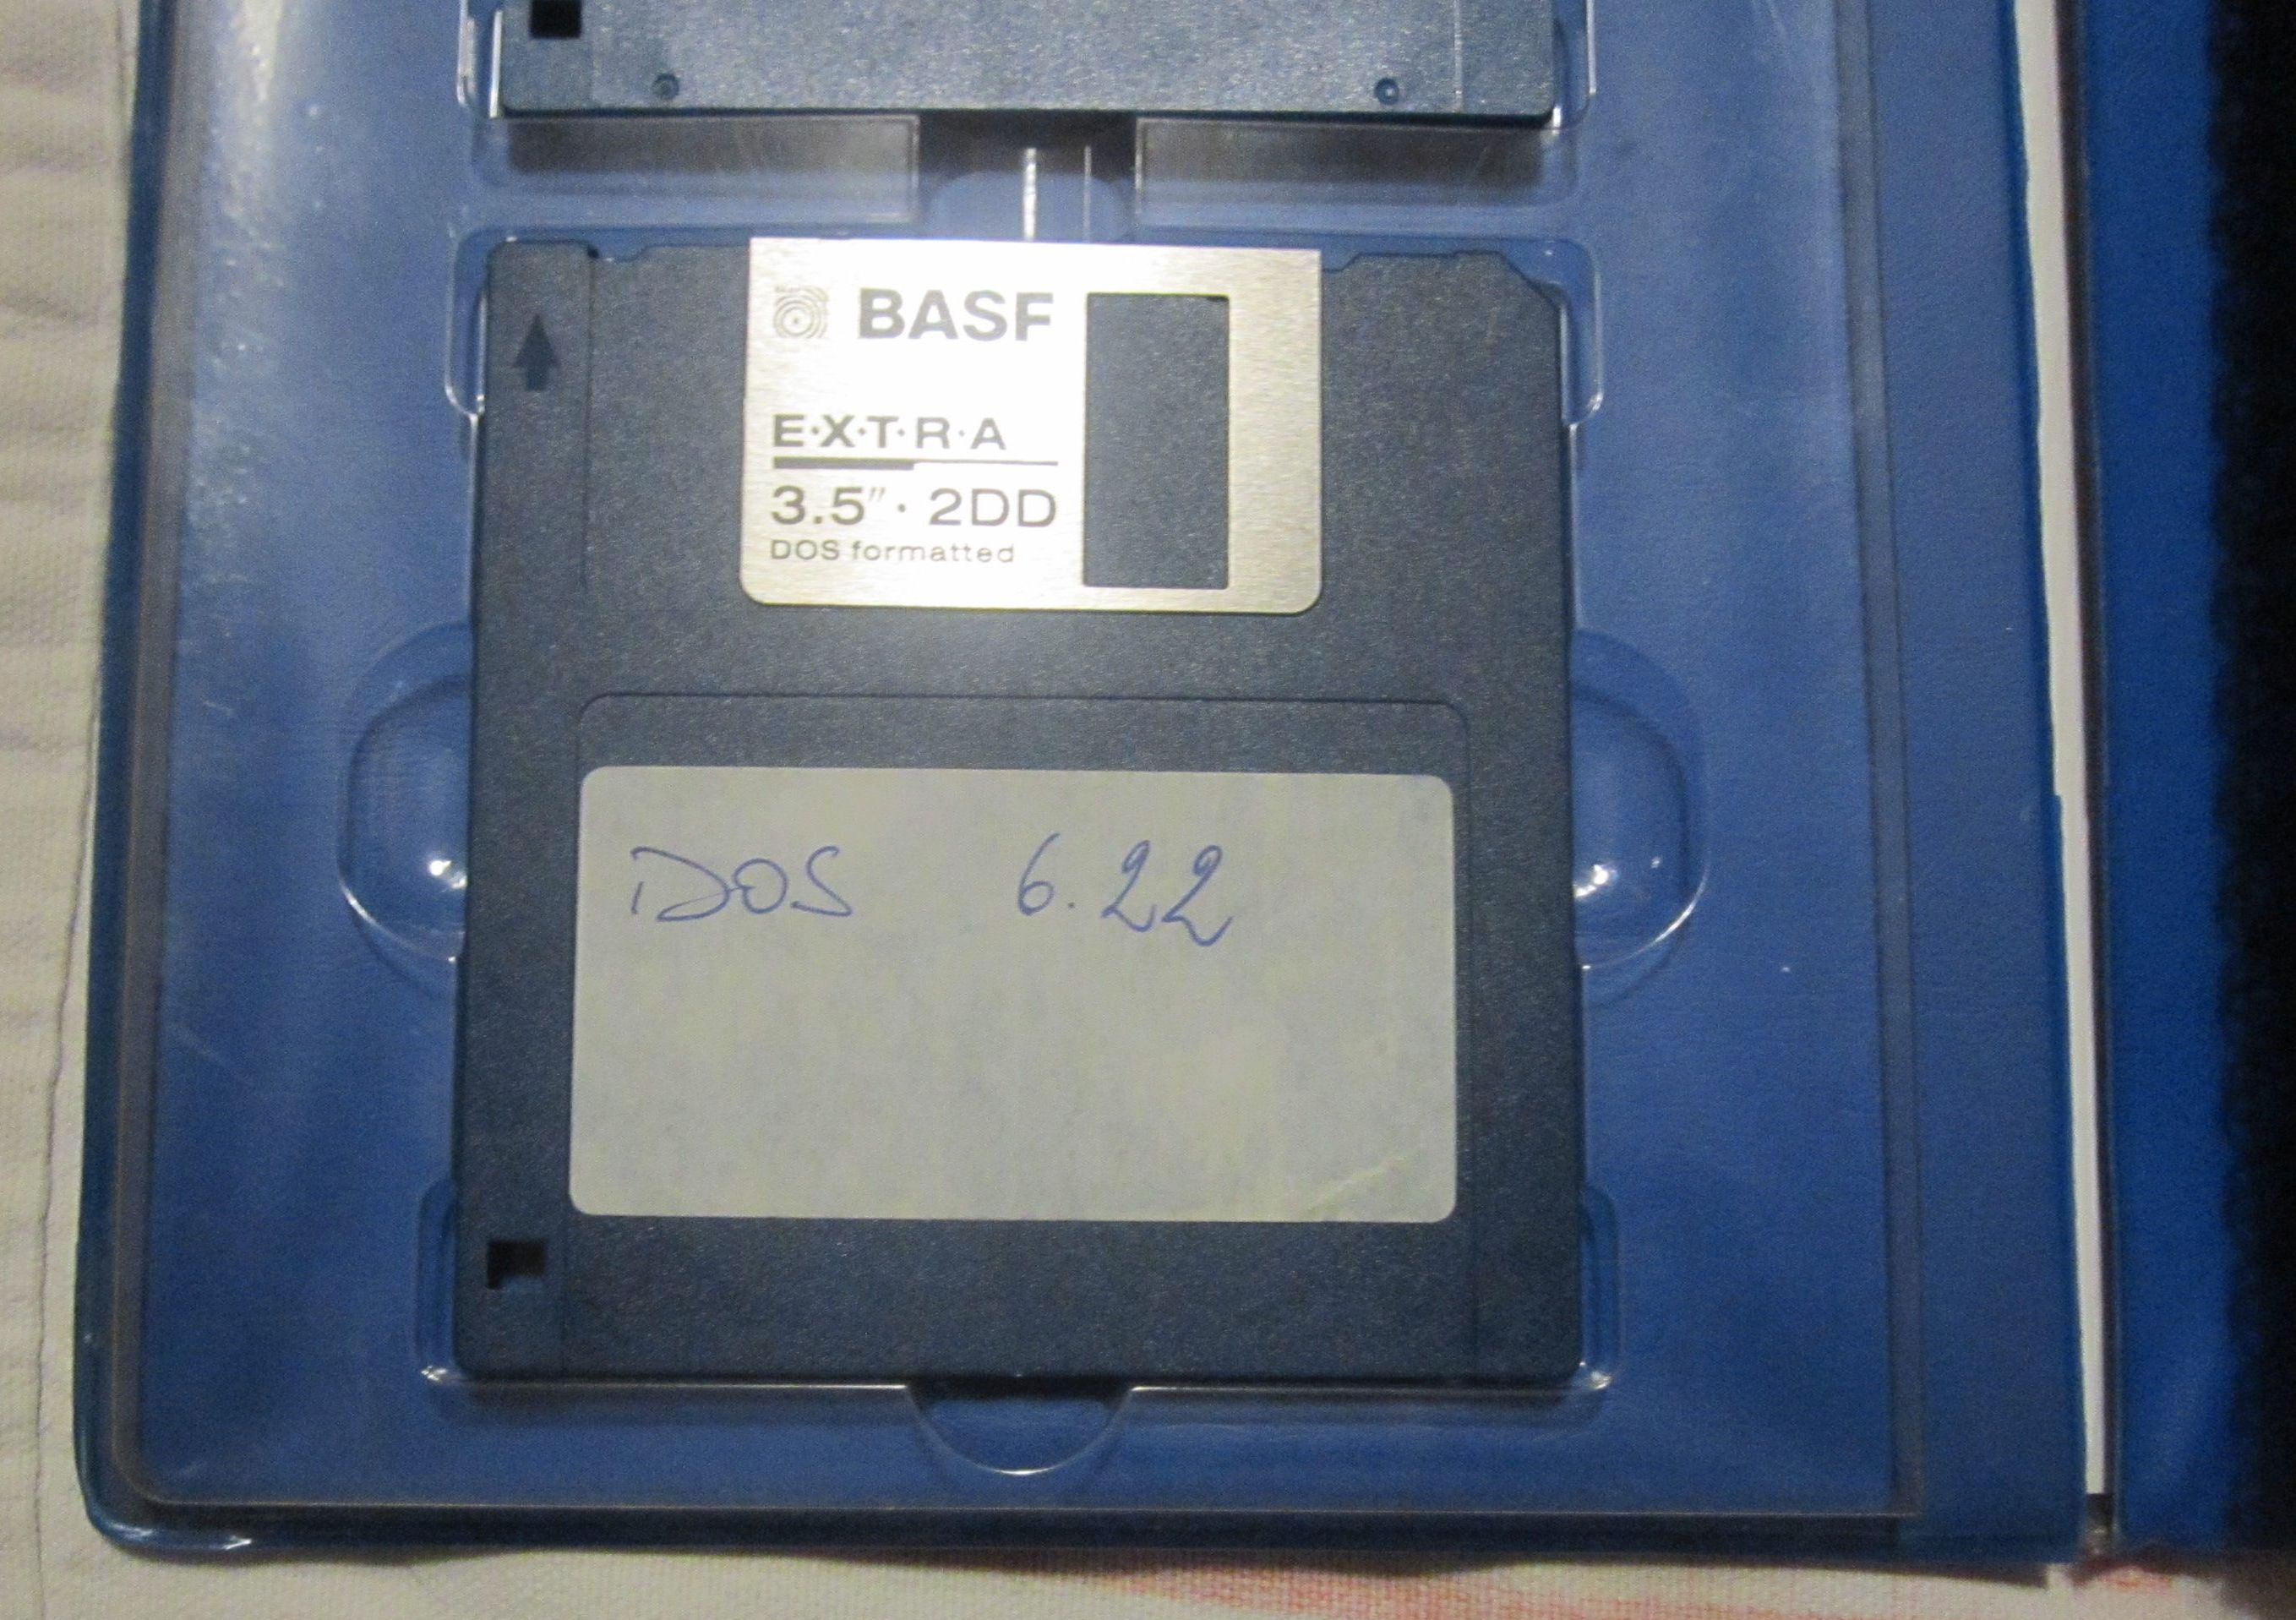 BASF
E·X·T·R·A
3.5"· 2DD
DOS formatted
DOS 6.22